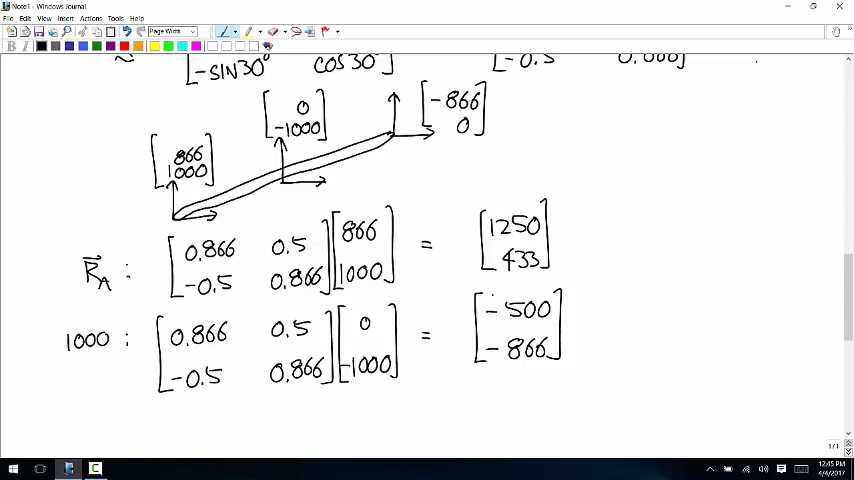 Note1 - Windows Journal
File Edit View Insert Actions Tools Help
Page Width
B I
≈ [-SIN30° COS30°] [-0.5 0.866]
[0
-1000]
[-866
0]
[866
1000]
R⃗A : [0.866 0.5
-0.5 0.866] [866
1000] = [1250
433]
1000 : [0.866 0.5
-0.5 0.866] [0
-1000] = [-500
-866]
1/1
12:45 PM
4/4/2017